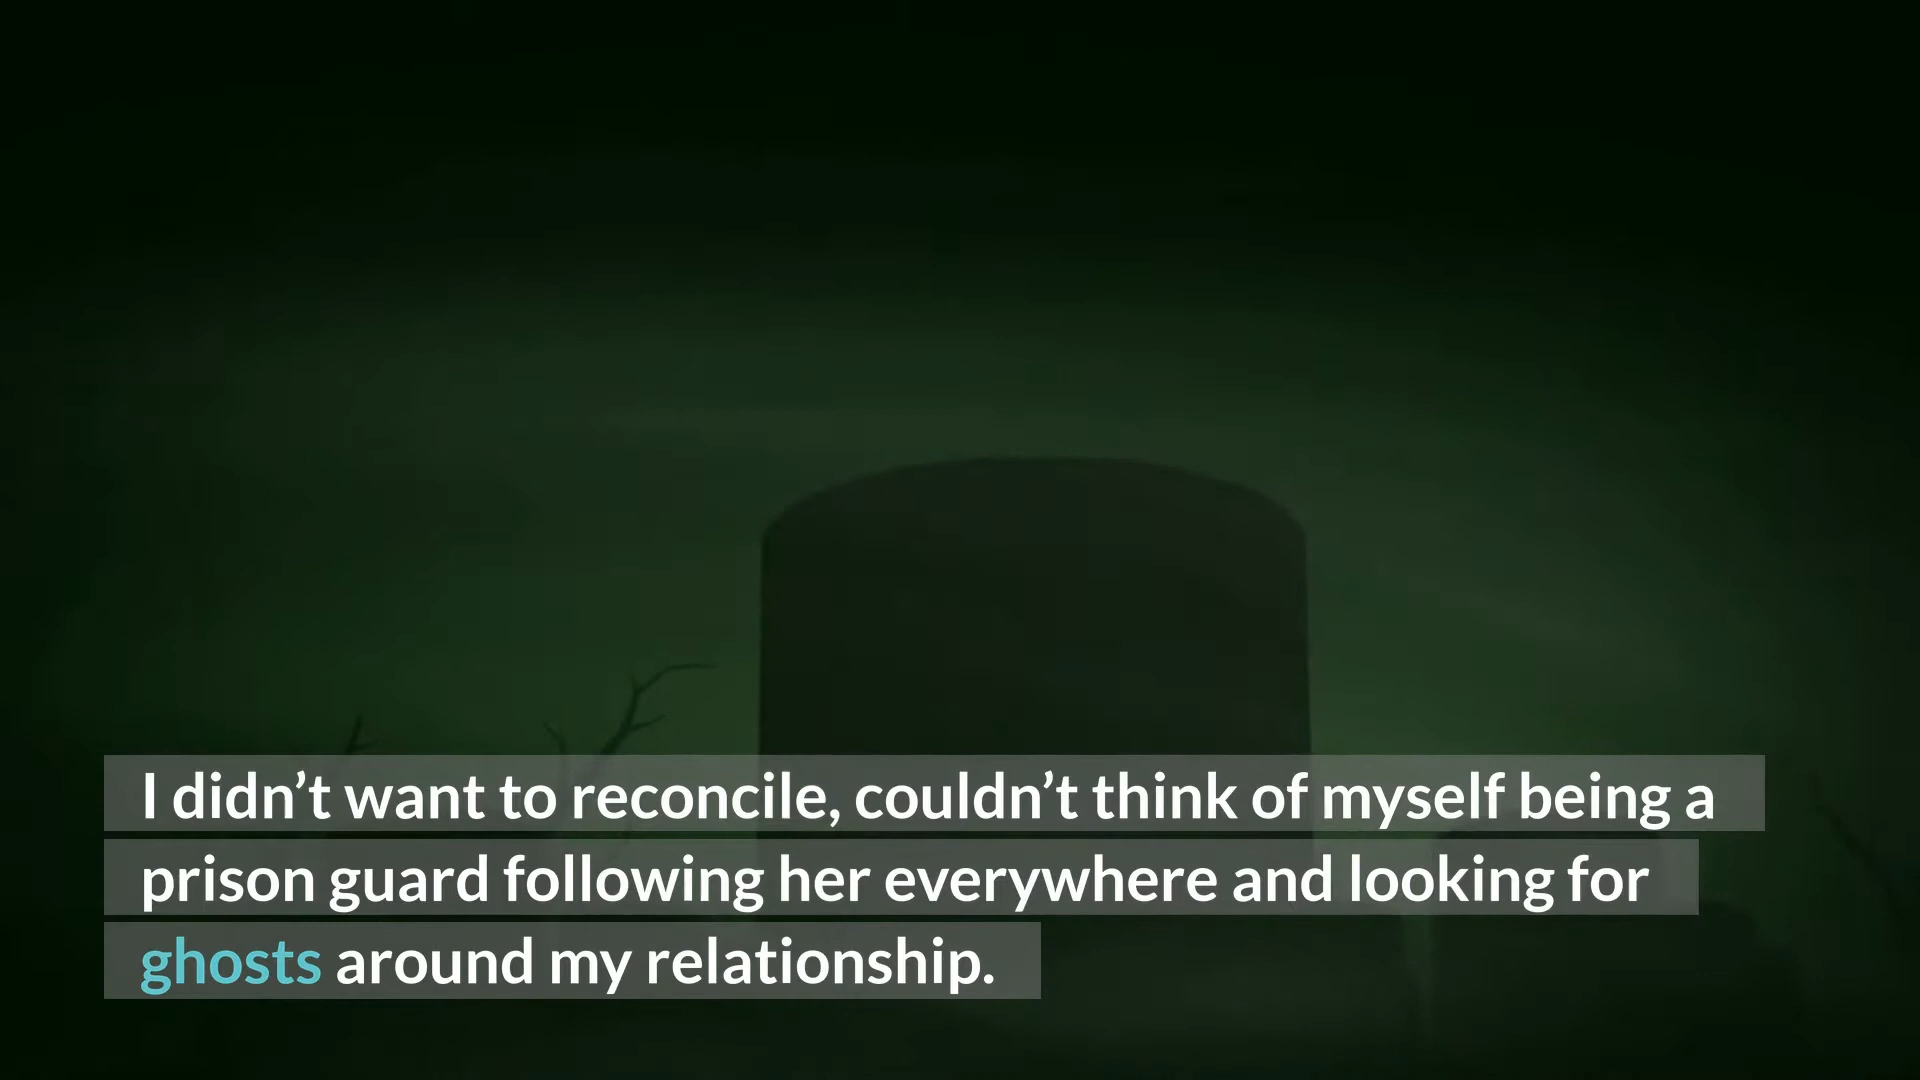 I didn’t want to reconcile, couldn’t think of myself being a
prison guard following her everywhere and looking for
ghosts around my relationship.